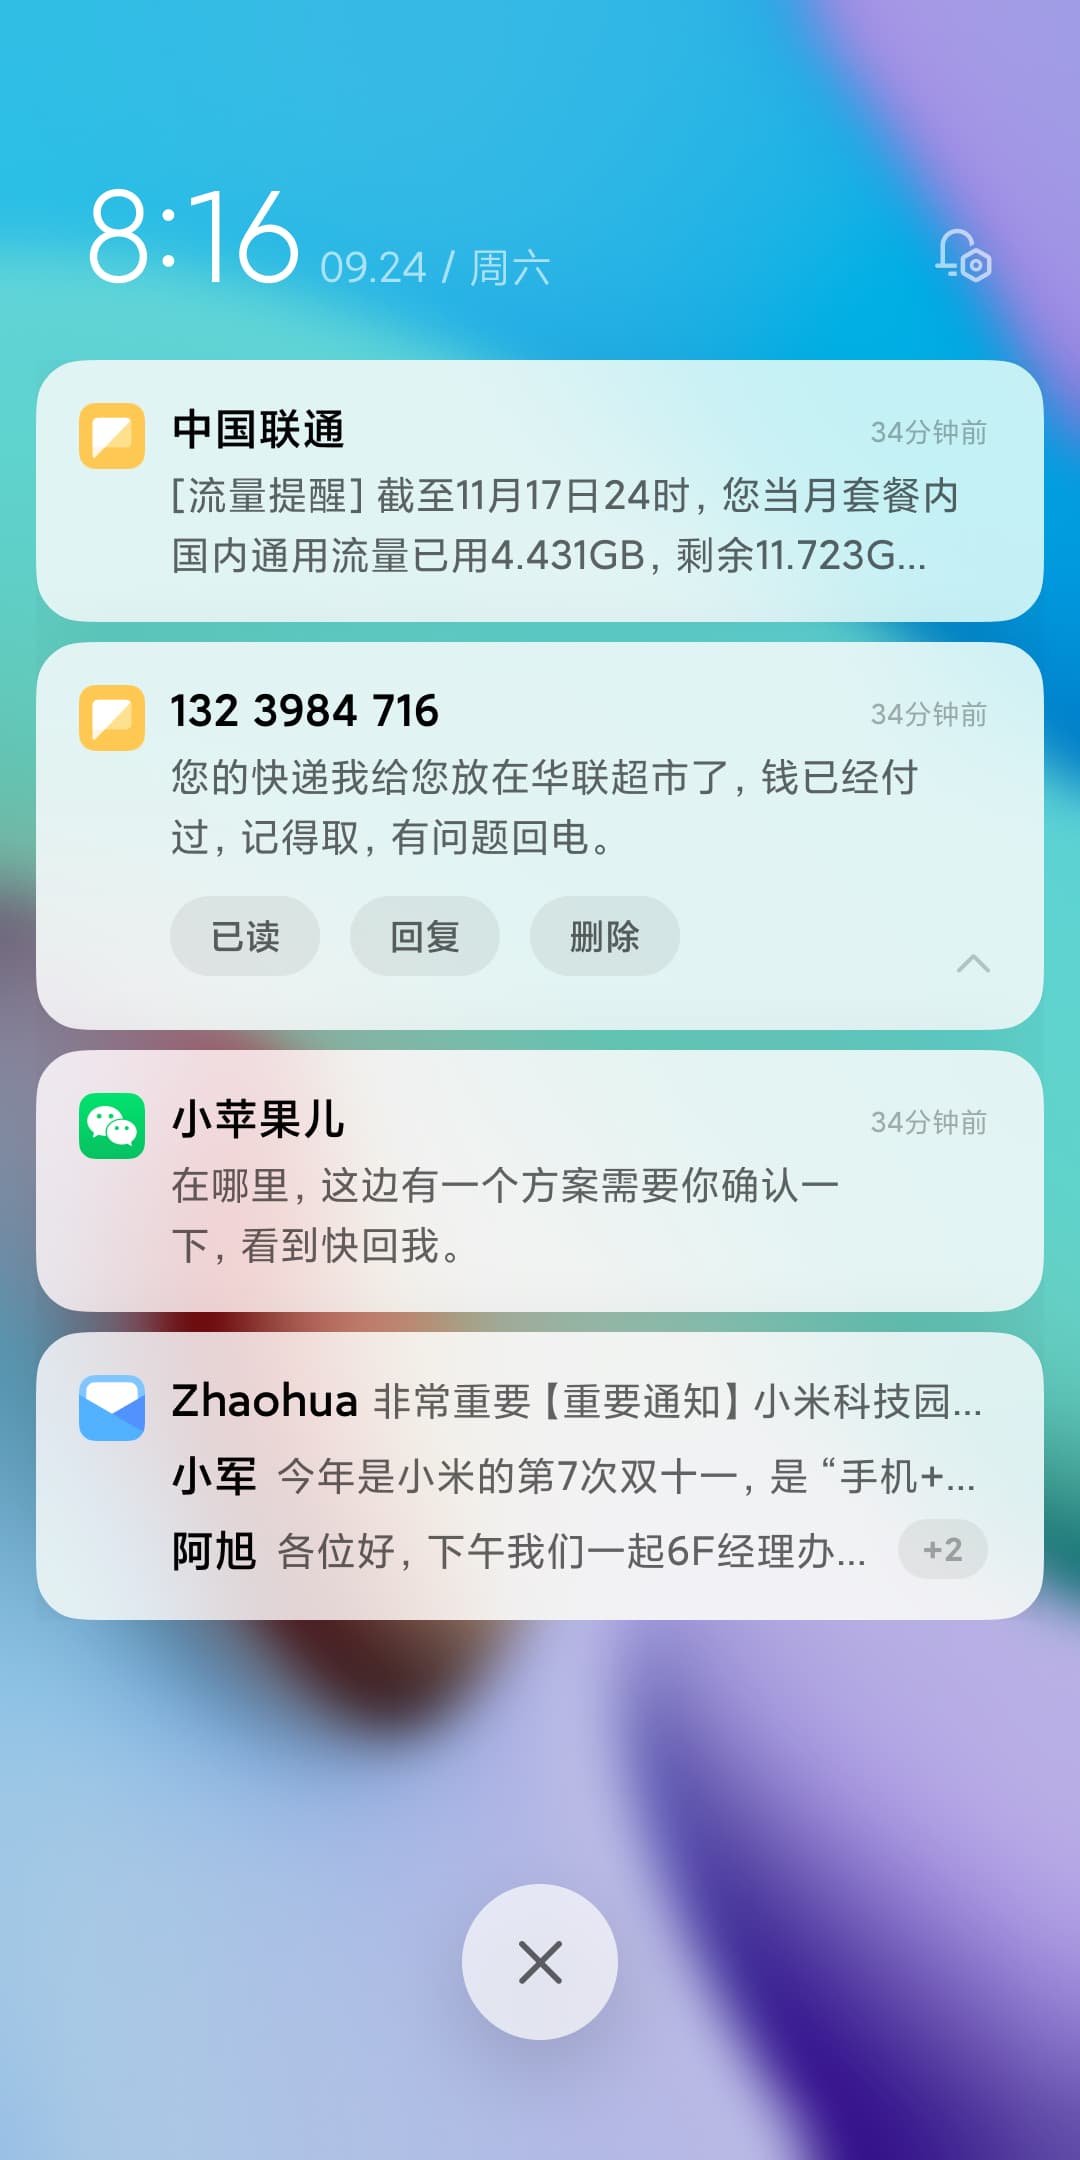 8:16 09.24 / 周六
中国联通 34分钟前
[流量提醒] 截至11月17日24时, 您当月套餐内
国内通用流量已用4.431GB, 剩余11.723G...
132 3984 716 34分钟前
您的快递我给您放在华联超市了, 钱已经付
过, 记得取, 有问题回电。
已读 回复 删除
小苹果儿 34分钟前
在哪里, 这边有一个方案需要你确认一
下, 看到快回我。
Zhaohua 非常重要【重要通知】小米科技园...
小军 今年是小米的第7次双十一, 是 “手机+...
阿旭 各位好, 下午我们一起6F经理办... +2